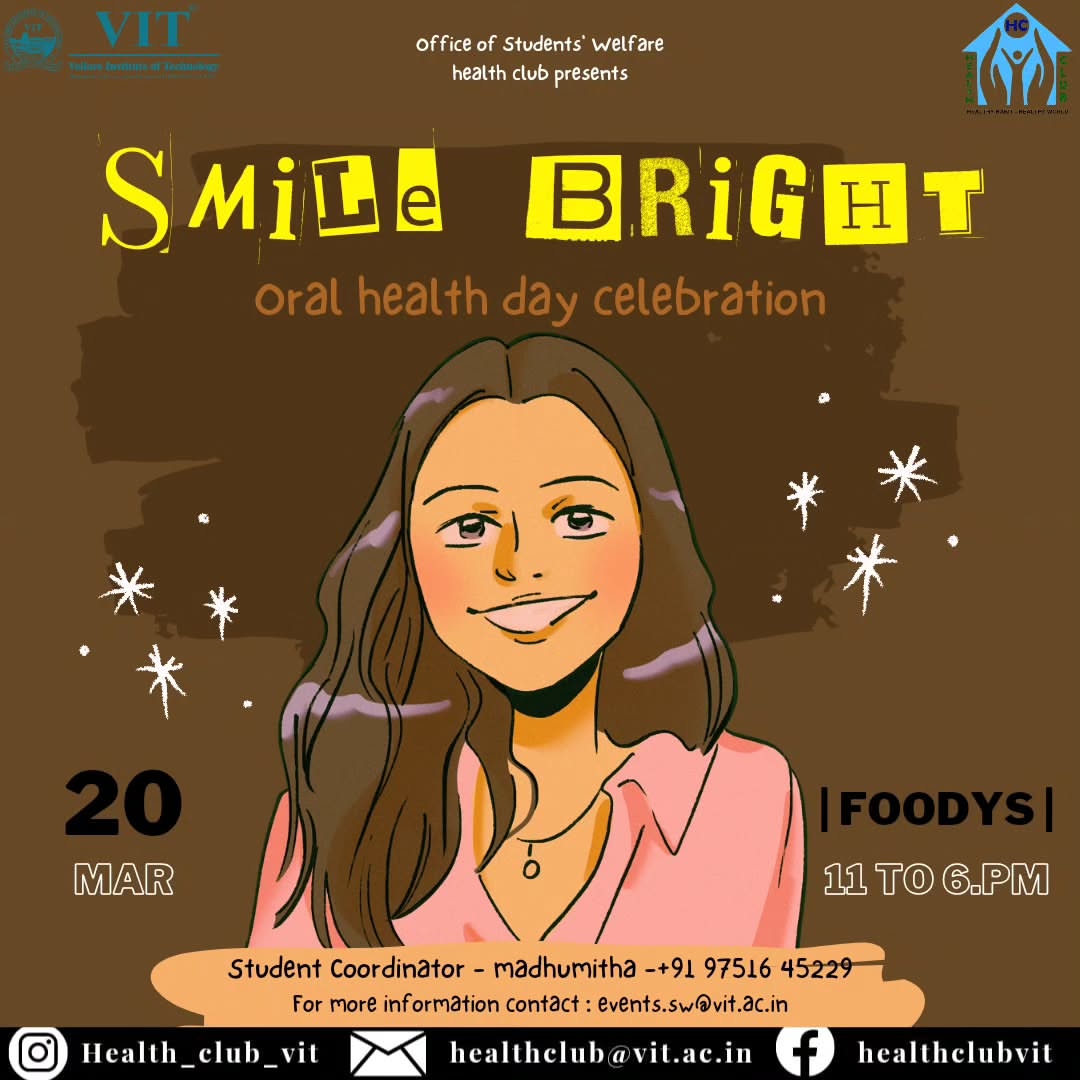 VIT
Vellore Institute of Technology
Office of Students' Welfare
health club presents
HC
SMiLe BRiGHT
Oral health day celebration
20
MAR
|FOODYS|
11 TO 6.PM
Student Coordinator - madhumitha -+91 97516 45229
For more information contact : events.sw@vit.ac.in
Health_club_vit
healthclub@vit.ac.in
healthclubvit